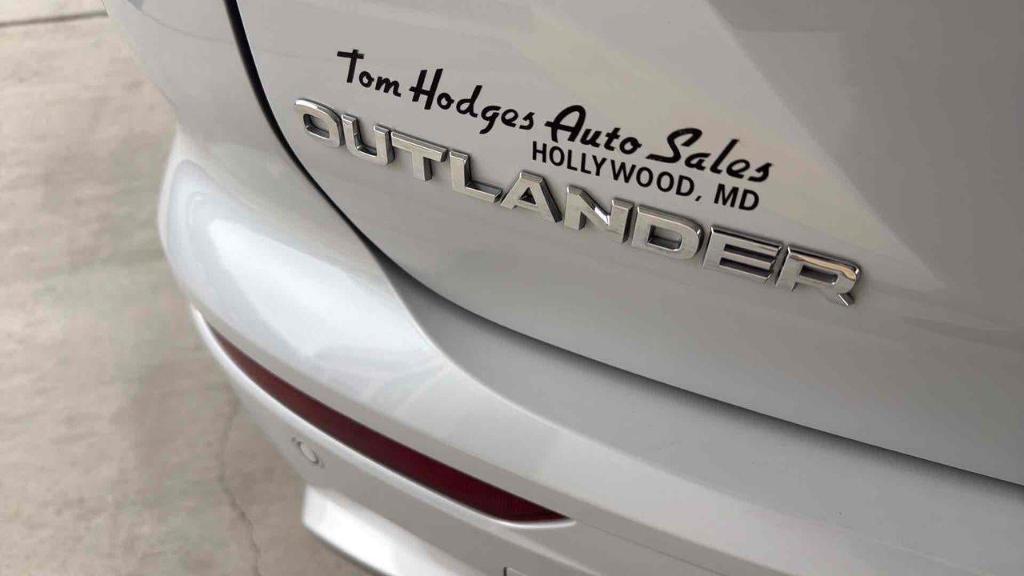 Tom Hodges Auto Sales
HOLLYWOOD, MD
OUTLANDER